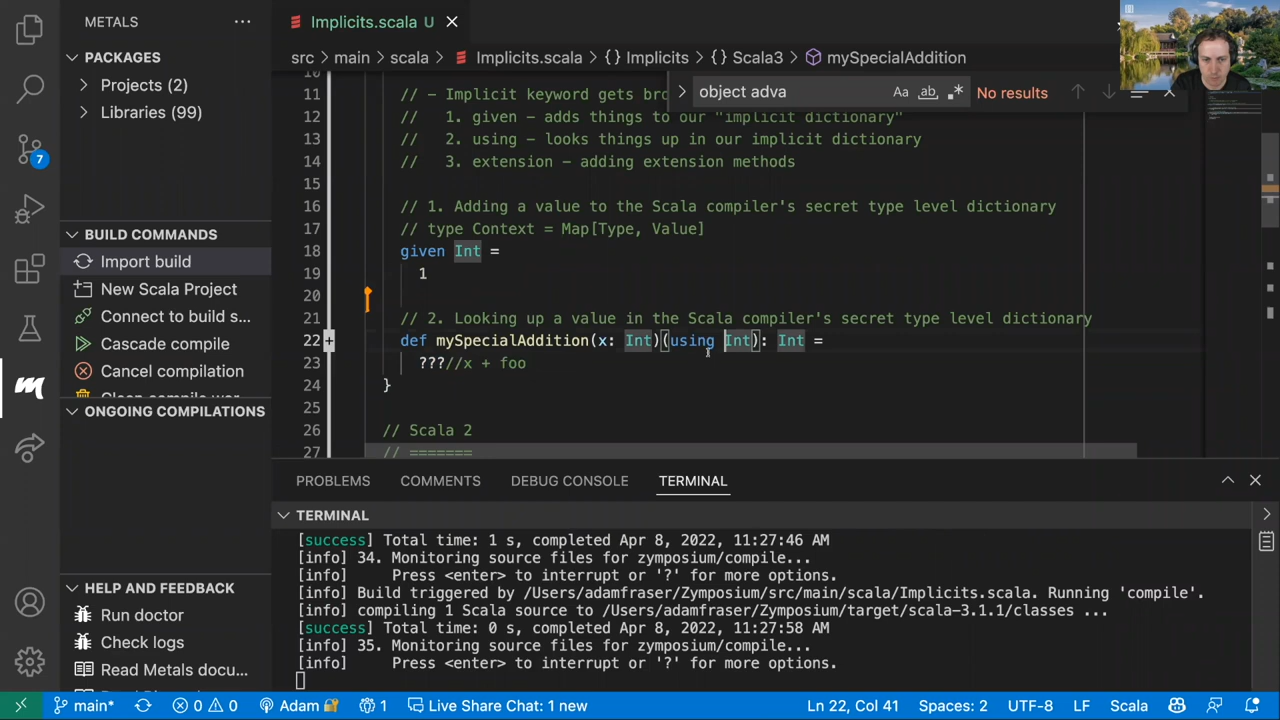 METALS
Implicits.scala U
src > main > scala > Implicits.scala > {} Implicits > {} Scala3 > mySpecialAddition
object adva
Aa ab .* No results
PACKAGES
Projects (2)
Libraries (99)
BUILD COMMANDS
Import build
New Scala Project
Connect to build s...
Cascade compile
Cancel compilation
ONGOING COMPILATIONS
HELP AND FEEDBACK
Run doctor
Check logs
Read Metals docu...
7
11 // - Implicit keyword gets bro
12 // 1. given - adds things to our "implicit dictionary"
13 // 2. using - looks things up in our implicit dictionary
14 // 3. extension - adding extension methods
15
16 // 1. Adding a value to the Scala compiler's secret type level dictionary
17 // type Context = Map[Type, Value]
18 given Int =
19 1
20
21 // 2. Looking up a value in the Scala compiler's secret type level dictionary
22 def mySpecialAddition(x: Int)(using Int): Int =
23 ???//x + foo
24 }
25
26 // Scala 2
27 // =======
PROBLEMS COMMENTS DEBUG CONSOLE TERMINAL
TERMINAL
[success] Total time: 1 s, completed Apr 8, 2022, 11:27:46 AM
[info] 34. Monitoring source files for zymposium/compile...
[info] Press <enter> to interrupt or '?' for more options.
[info] Build triggered by /Users/adamfraser/Zymposium/src/main/scala/Implicits.scala. Running 'compile'.
[info] compiling 1 Scala source to /Users/adamfraser/Zymposium/target/scala-3.1.1/classes ...
[success] Total time: 0 s, completed Apr 8, 2022, 11:27:58 AM
[info] 35. Monitoring source files for zymposium/compile...
[info] Press <enter> to interrupt or '?' for more options.
main* 0 0 Adam 1 Live Share Chat: 1 new Ln 22, Col 41 Spaces: 2 UTF-8 LF Scala